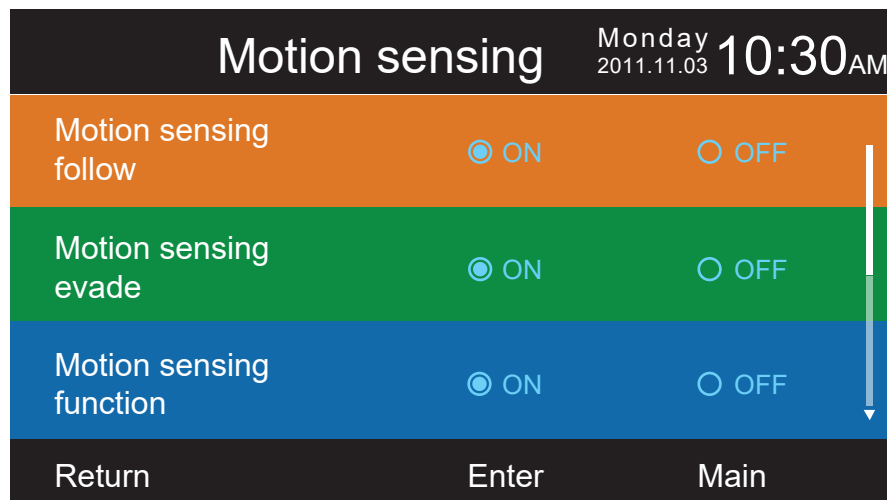 Motion sensing
Monday
2011.11.03
10:30AM
Motion sensing
follow
ON
OFF
Motion sensing
evade
ON
OFF
Motion sensing
function
ON
OFF
Return
Enter
Main